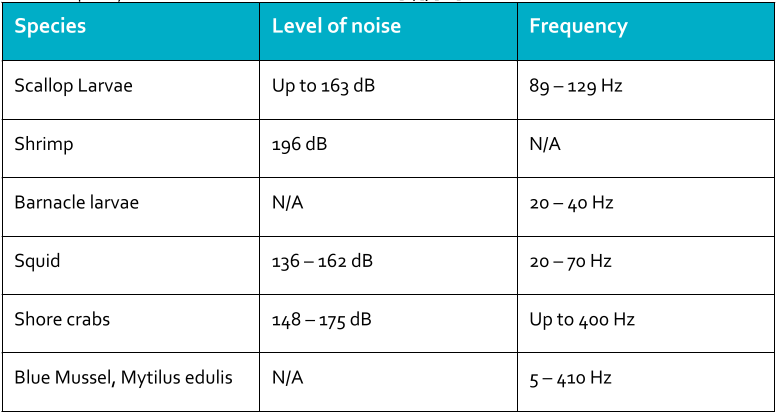 Species Level of noise Frequency
Scallop Larvae Up to 163 dB 89 – 129 Hz
Shrimp 196 dB N/A
Barnacle larvae N/A 20 – 40 Hz
Squid 136 – 162 dB 20 – 70 Hz
Shore crabs 148 – 175 dB Up to 400 Hz
Blue Mussel, Mytilus edulis N/A 5 – 410 Hz